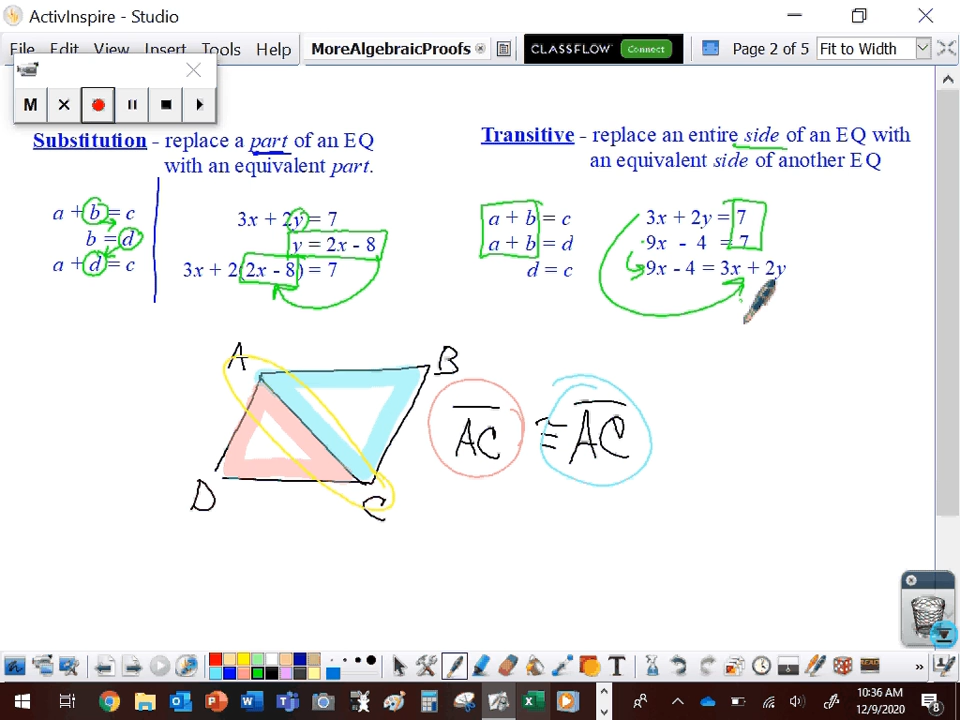 ActivInspire - Studio
File Edit View Insert Tools Help MoreAlgebraicProofs CLASSFLOW Connect Page 2 of 5 Fit to Width
M
Substitution - replace a part of an EQ
with an equivalent part.
a + b = c
b = d
a + d = c
3x + 2y = 7
y = 2x - 8
3x + 2(2x - 8) = 7
Transitive - replace an entire side of an EQ with
an equivalent side of another EQ
a + b = c
a + b = d
d = c
3x + 2y = 7
9x - 4 = 7
9x - 4 = 3x + 2y
A
B
D
C
AC ≅ AC
10:36 AM
12/9/2020
8